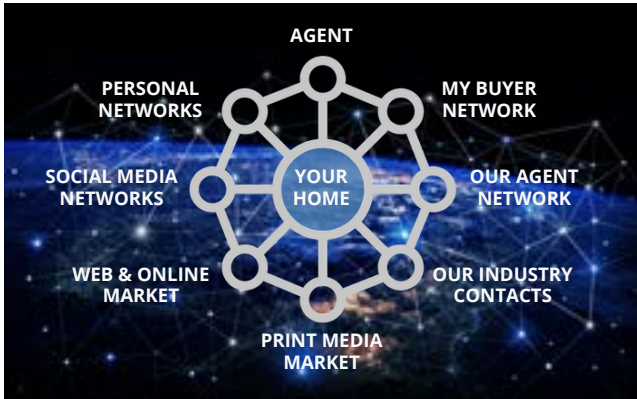 AGENT
PERSONAL
NETWORKS
MY BUYER
NETWORK
SOCIAL MEDIA
NETWORKS
YOUR
HOME
OUR AGENT
NETWORK
WEB & ONLINE
MARKET
OUR INDUSTRY
CONTACTS
PRINT MEDIA
MARKET